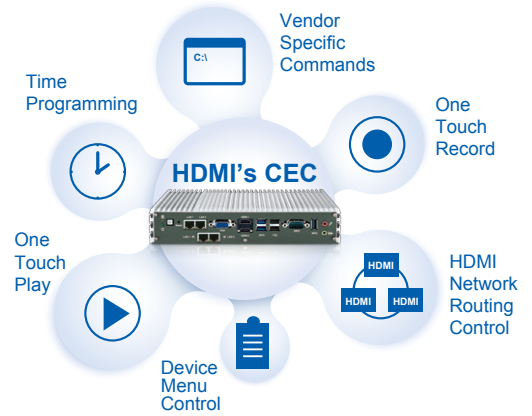 Vendor
Specific
Commands
C:\
Time
Programming
One
Touch
Record
HDMI's CEC
One
Touch
Play
HDMI
HDMI
HDMI
HDMI
Network
Routing
Control
Device
Menu
Control